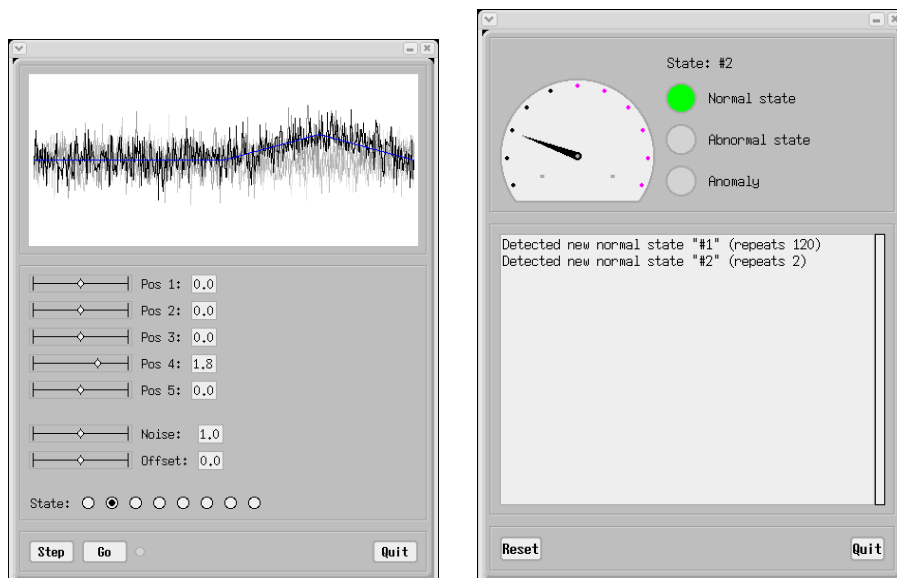 Pos 1: 0.0
Pos 2: 0.0
Pos 3: 0.0
Pos 4: 1.8
Pos 5: 0.0
Noise: 1.0
Offset: 0.0
State:
Step Go Quit
State: #2
Normal state
Abnormal state
Anomaly
Detected new normal state "#1" (repeats 120)
Detected new normal state "#2" (repeats 2)
Reset Quit